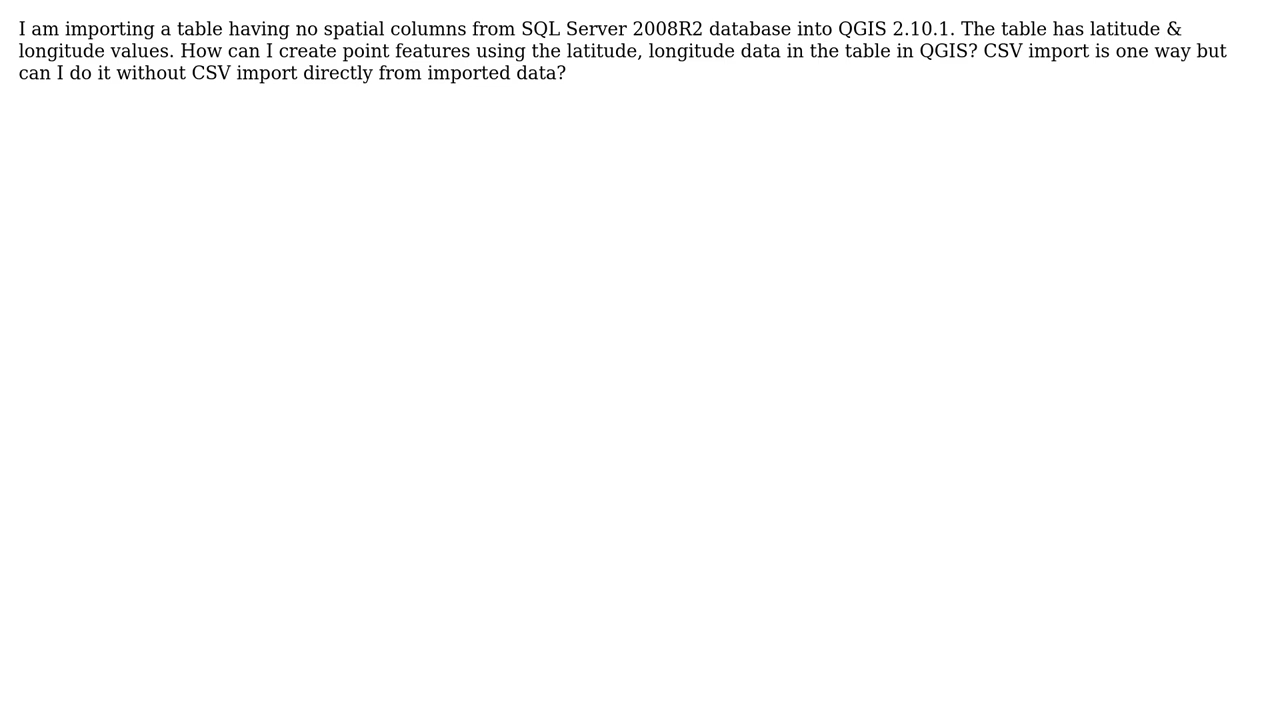 I am importing a table having no spatial columns from SQL Server 2008R2 database into QGIS 2.10.1. The table has latitude &
longitude values. How can I create point features using the latitude, longitude data in the table in QGIS? CSV import is one way but
can I do it without CSV import directly from imported data?